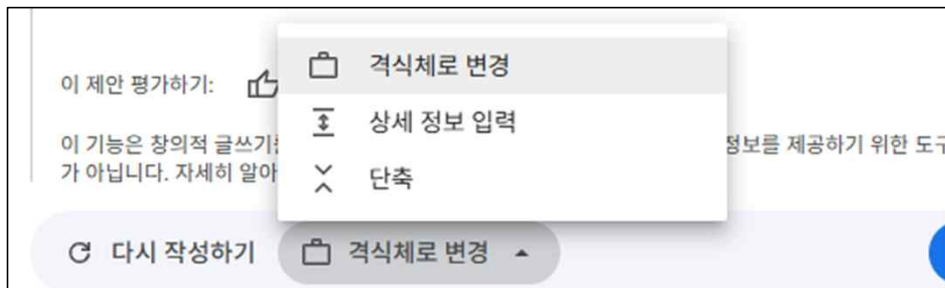 격식체로 변경
이 제안 평가하기:
상세 정보 입력
이 기능은 창의적 글쓰기 정보를 제공하기 위한 도구
가 아닙니다. 자세히 알아
단축
다시 작성하기 격식체로 변경